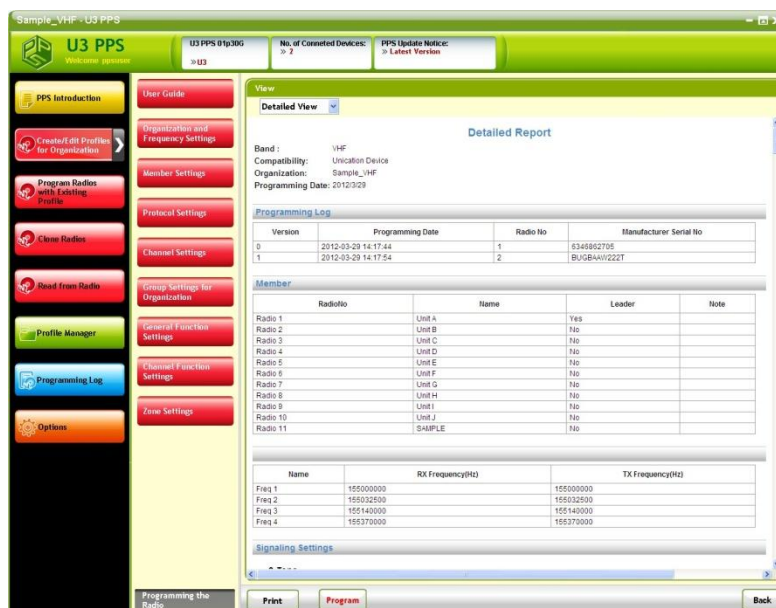 Sample_VHF - U3 PPS
U3 PPS
Welcome ppsuser
U3 PPS 01p30G
» U3
No. of Conneted Devices:
» 2
PPS Update Notice:
» Latest Version
PPS Introduction
Create/Edit Profiles
for Organization
Program Radios
with Existing
Profile
Clone Radios
Read from Radio
Profile Manager
Programming Log
Options
User Guide
Organization and
Frequency Settings
Member Settings
Protocol Settings
Channel Settings
Group Settings for
Organization
General Function
Settings
Channel Function
Settings
Zone Settings
Programming the
Radio
View
Detailed View
Detailed Report
Band : VHF
Compatibility: Unication Device
Organization: Sample_VHF
Programming Date: 2012/3/29
Programming Log
Version Programming Date Radio No Manufacturer Serial No
0 2012-03-29 14:17:44 1 6346862705
1 2012-03-29 14:17:54 2 BUGBAAW222T
Member
RadioNo Name Leader Note
Radio 1 Unit A Yes
Radio 2 Unit B No
Radio 3 Unit C No
Radio 4 Unit D No
Radio 5 Unit E No
Radio 6 Unit F No
Radio 7 Unit G No
Radio 8 Unit H No
Radio 9 Unit I No
Radio 10 Unit J No
Radio 11 SAMPLE No
Name RX Frequency(Hz) TX Frequency(Hz)
Freq 1 155000000 155000000
Freq 2 155032500 155032500
Freq 3 155140000 155140000
Freq 4 155370000 155370000
Signaling Settings
Print
Program
Back